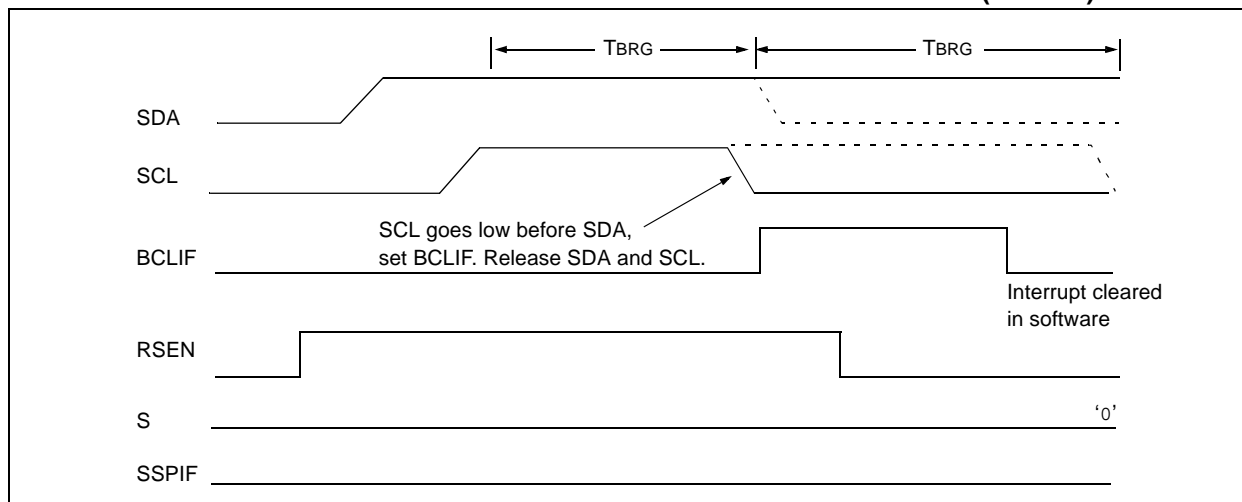 TBRG
TBRG
SDA
SCL
SCL goes low before SDA,
set BCLIF. Release SDA and SCL.
BCLIF
Interrupt cleared
in software
RSEN
S
‘0’
SSPIF